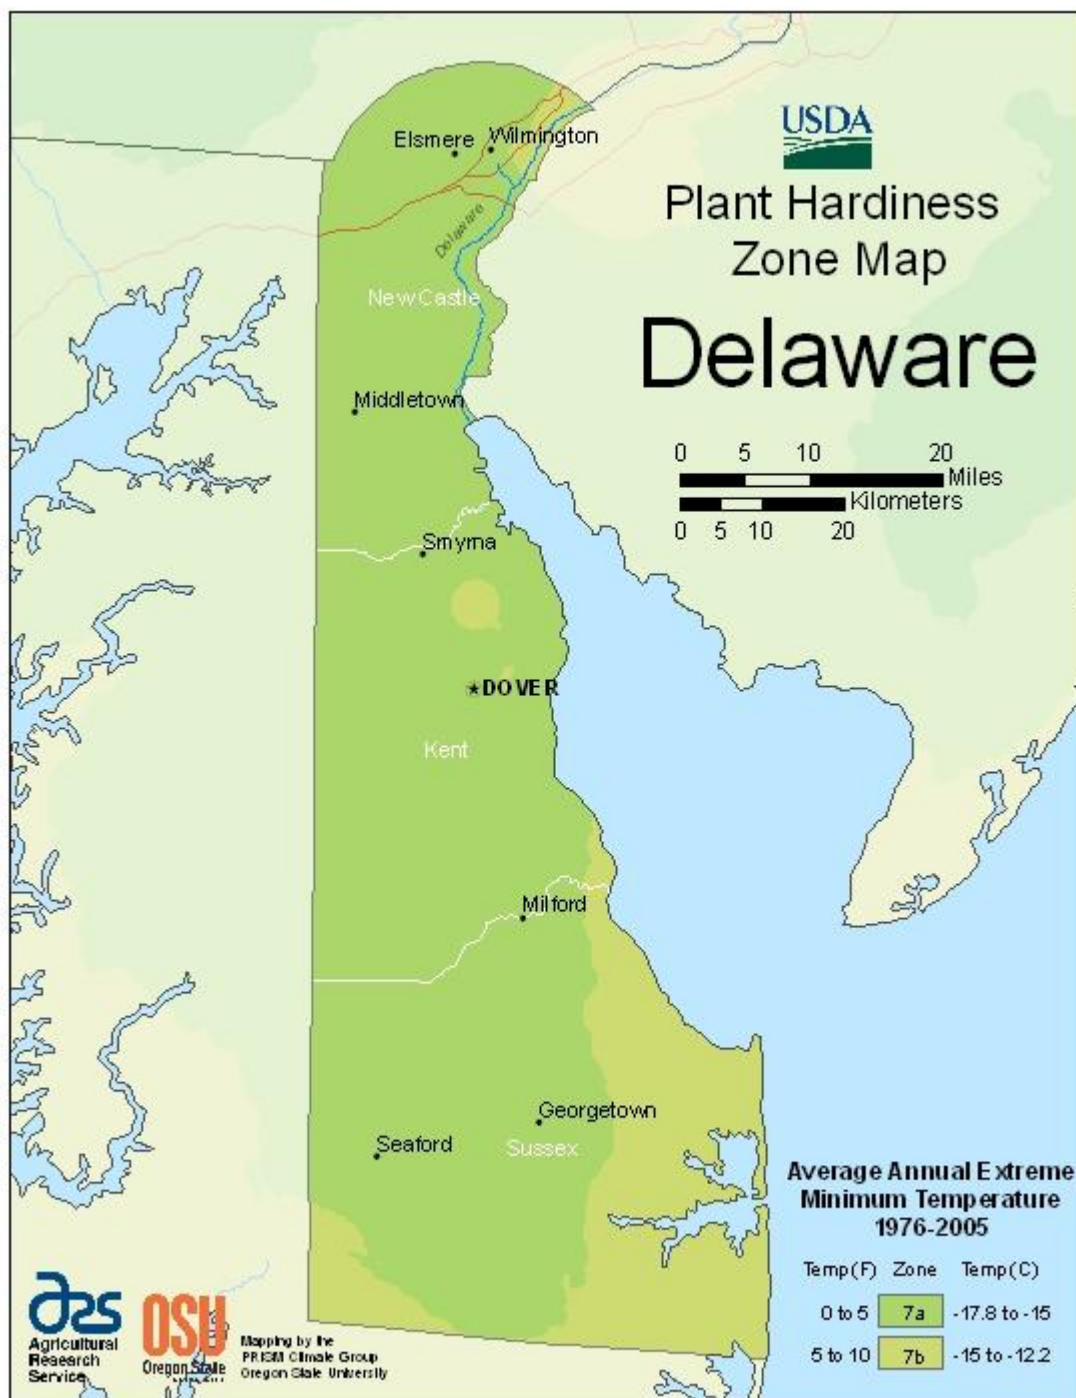 USDA
Plant Hardiness
Zone Map
Delaware
0 5 10 20
Miles
Kilometers
0 5 10 20
Elsmere
Wilmington
Delaware
New Castle
Middletown
Smyrna
DOVER
Kent
Milford
Georgetown
Seaford
Sussex
Average Annual Extreme
Minimum Temperature
1976-2005
Temp (F) Zone Temp (C)
0 to 5 7a -17.8 to -15
5 to 10 7b -15 to -12.2
ars
Agricultural
Research
Service
OSU
Oregon State
Mapping by the
PRISM Climate Group
Oregon State University